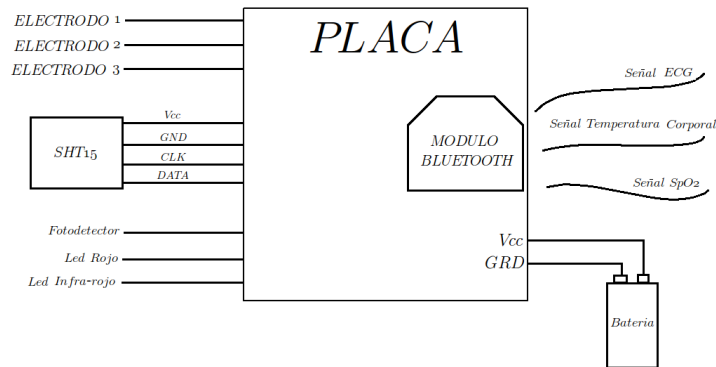 ELECTRODO 1
ELECTRODO 2
ELECTRODO 3
PLACA
Señal ECG
Vcc
GND
CLK
DATA
SHT15
MODULO
BLUETOOTH
Señal Temperatura Corporal
Señal SpO2
Fotodetector
Led Rojo
Led Infra-rojo
Vcc
GRD
Bateria